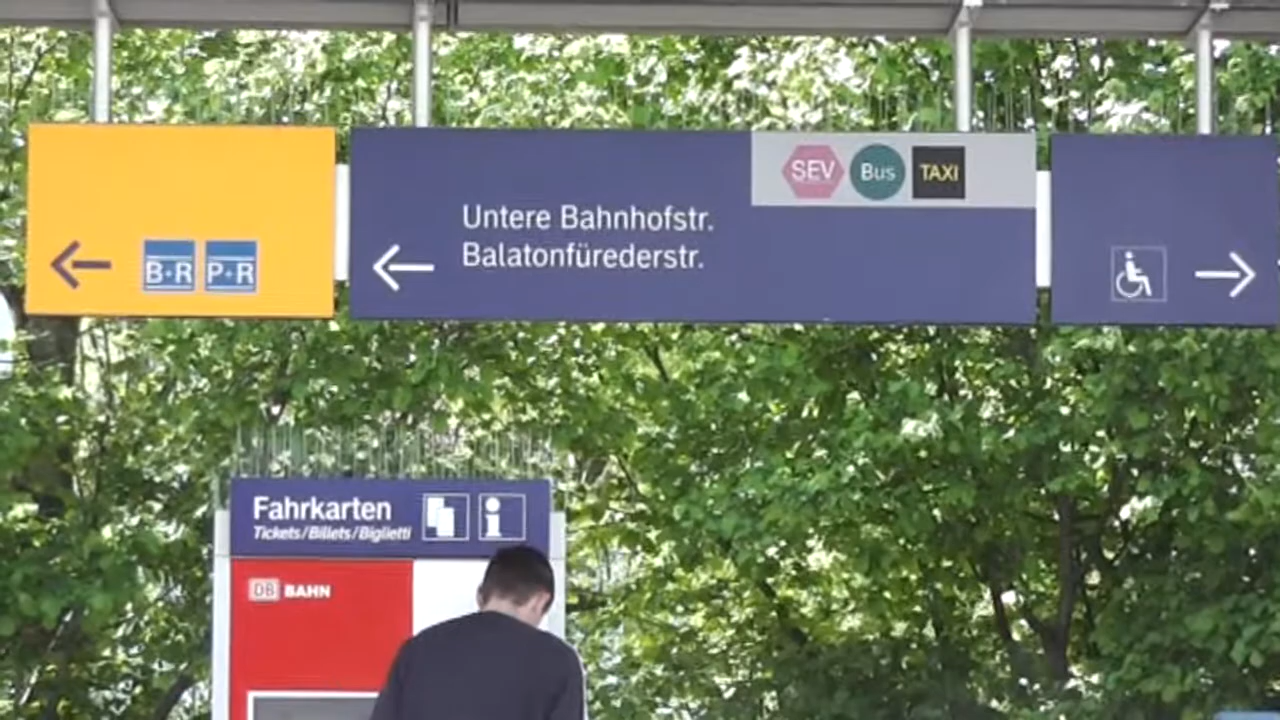 B+R P+R
Untere Bahnhofstr.
Balatonfürederstr.
SEV Bus TAXI
Fahrkarten
Tickets/Billets/Biglietti
DB BAHN